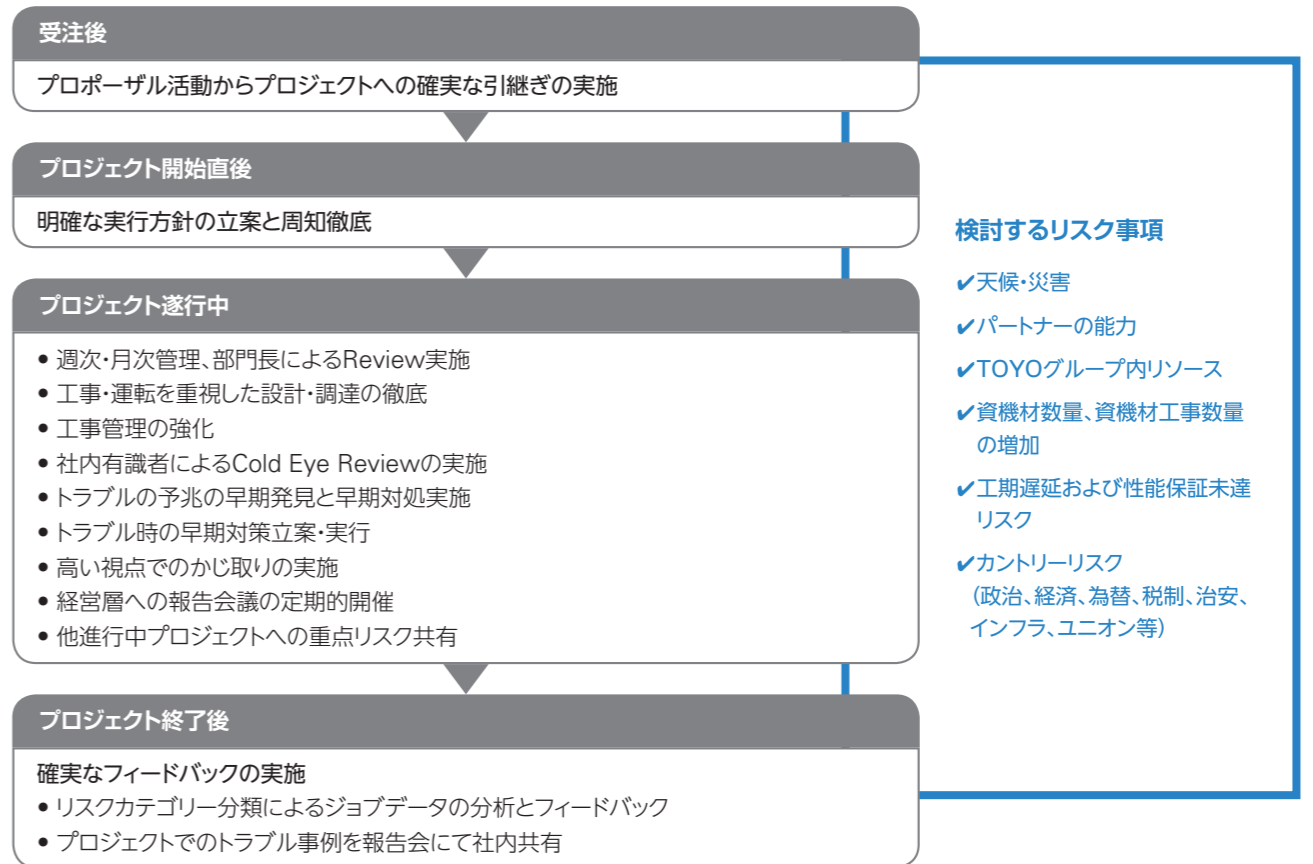 受注後
プロポーザル活動からプロジェクトへの確実な引継ぎの実施
プロジェクト開始直後
明確な実行方針の立案と周知徹底
プロジェクト遂行中
• 週次・月次管理、部門長によるReview実施
• 工事・運転を重視した設計・調達の徹底
• 工事管理の強化
• 社内有識者によるCold Eye Reviewの実施
• トラブルの予兆の早期発見と早期対処実施
• トラブル時の早期対策立案・実行
• 高い視点でのかじ取りの実施
• 経営層への報告会議の定期的開催
• 他進行中プロジェクトへの重点リスク共有
プロジェクト終了後
確実なフィードバックの実施
• リスクカテゴリー分類によるジョブデータの分析とフィードバック
• プロジェクトでのトラブル事例を報告会にて社内共有
検討するリスク事項
✔天候・災害
✔パートナーの能力
✔TOYOグループ内リソース
✔資機材数量、資機材工事数量
の増加
✔工期遅延および性能保証未達
リスク
✔カントリーリスク
（政治、経済、為替、税制、治安、
インフラ、ユニオン等）